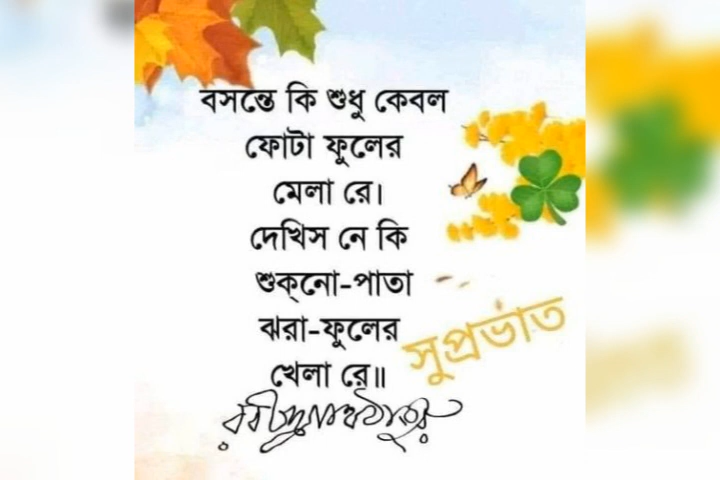 বসন্তে কি শুধু কেবল
ফোটা ফুলের
মেলা রে।
দেখিস নে কি
শুক্‌নো-পাতা
ঝরা-ফুলের
খেলা রে॥
সুপ্রভাত
রবীন্দ্রনাথ ঠাকুর